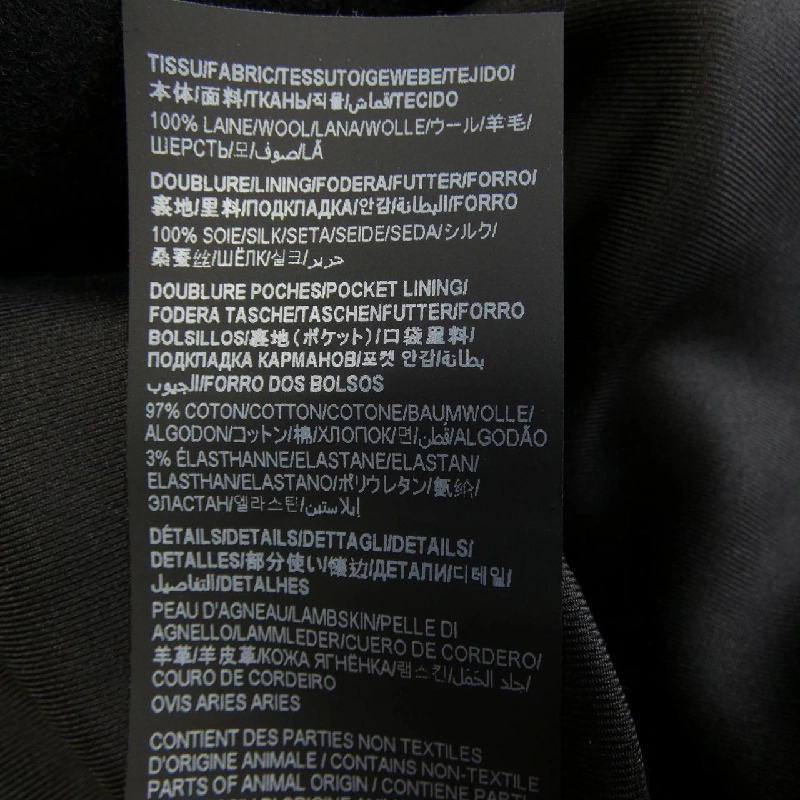 TISSU/FABRIC/TESSUTO/GEWEBE/TEJIDO/
本体/面料/ТКАНЬ/직물/قماش/TECIDO
100% LAINE/WOOL/LANA/WOLLE/ウール/羊毛/
ШЕРСТЬ/모/صوف/LÃ
DOUBLURE/LINING/FODERA/FUTTER/FORRO/
裏地/里料/ПОДКЛАДКА/안감/البطانة/FORRO
100% SOIE/SILK/SETA/SEIDE/SEDA/シルク/
桑蚕丝/ШЁЛК/실크/حرير
DOUBLURE POCHES/POCKET LINING/
FODERA TASCHE/TASCHENFUTTER/FORRO
BOLSILLOS/裏地(ポケット)/口袋里料/
ПОДКЛАДКА КАРМАНОВ/포켓 안감/بطانة
الجيوب/FORRO DOS BOLSOS
97% COTON/COTTON/COTONE/BAUMWOLLE/
ALGODON/コットン/棉/ХЛОПОК/면/قطن/ALGODÃO
3% ÉLASTHANNE/ELASTANE/ELASTAN/
ELASTHAN/ELASTANO/ポリウレタン/氨纶/
ЭЛАСТАН/엘라스틴/إيلاستين
DÉTAILS/DETAILS/DETTAGLI/DETAILS/
DETALLES/部分使い/镶边/ДЕТАЛИ/디테일/
التفاصيل/DETALHES
PEAU D'AGNEAU/LAMBSKIN/PELLE DI
AGNELLO/LAMMLEDER/CUERO DE CORDERO/
羊革/羊皮革/КОЖА ЯГНЁНКА/램스킨/جلد الحَمَل/
COURO DE CORDEIRO
OVIS ARIES ARIES
CONTIENT DES PARTIES NON TEXTILES
D'ORIGINE ANIMALE / CONTAINS NON-TEXTILE
PARTS OF ANIMAL ORIGIN / CONTIENE PARTI